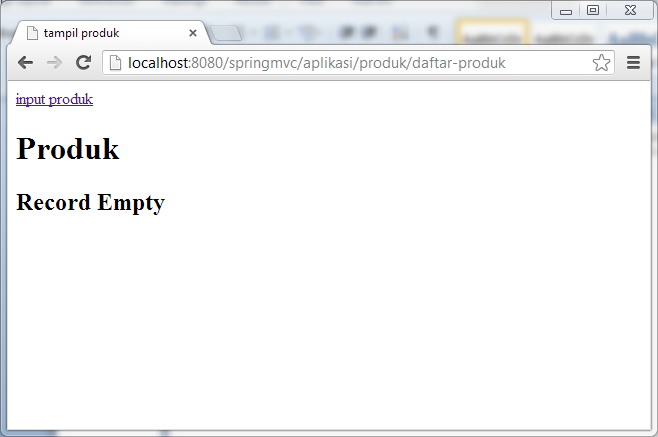 tampil produk
localhost:8080/springmvc/aplikasi/produk/daftar-produk
input produk
Produk
Record Empty